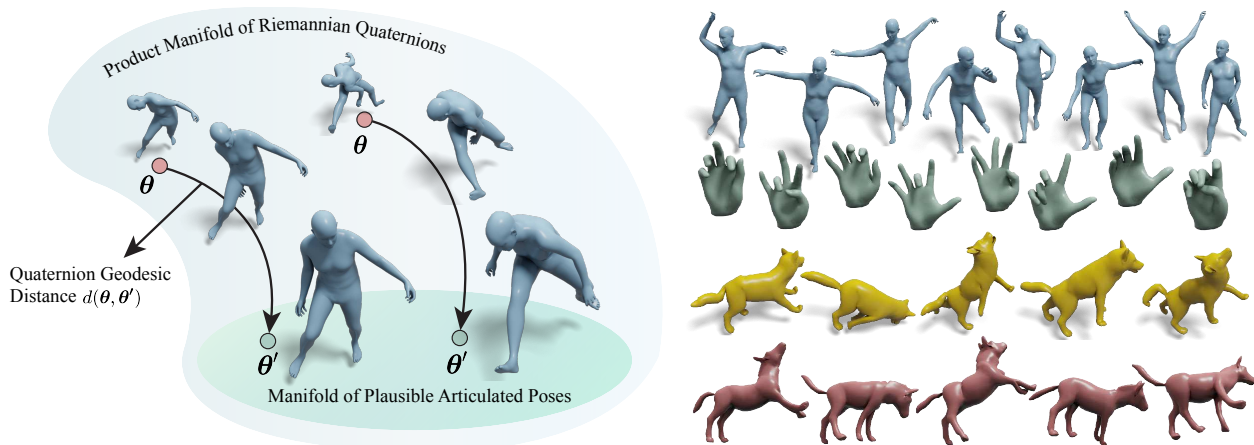 Product Manifold of Riemannian Quaternions
θ
θ
Quaternion Geodesic
Distance d(θ, θ′)
θ′
θ′
Manifold of Plausible Articulated Poses